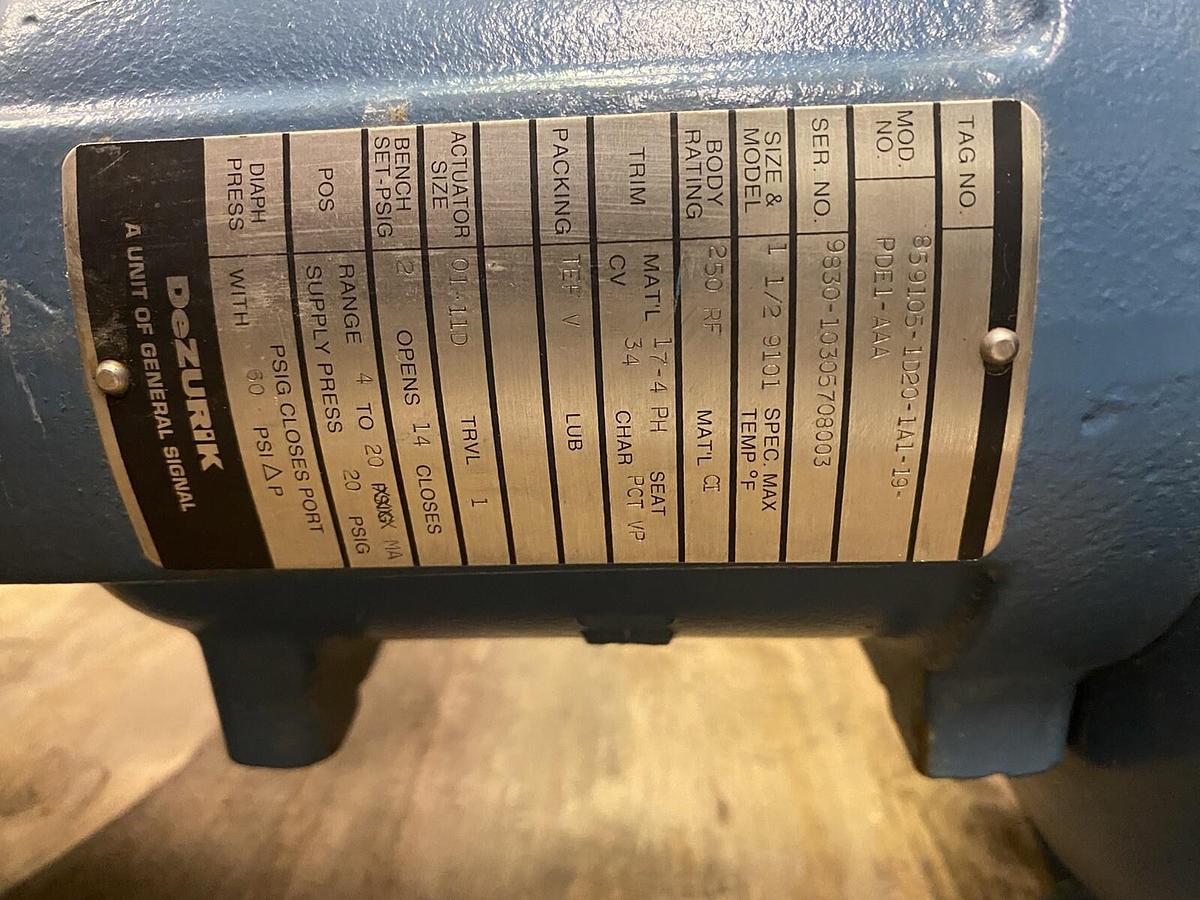 TAG NO.
MOD. NO. 859105-1D20-1A1-19-
PDE1-AAA
SER. NO. 9830-10305708003
SIZE & MODEL 1 1/2 9101 SPEC. MAX TEMP °F
BODY RATING 250 RF MAT'L CI
TRIM MAT'L 17-4 PH SEAT
CV 34 CHAR PCT VP
PACKING TEF V LUB
ACTUATOR SIZE 01-11D TRVL 1
BENCH SET-PSIG 2 OPENS 14 CLOSES
POS RANGE 4 TO 20 MA
SUPPLY PRESS 20 PSIG
DIAPH PRESS PSIG CLOSES PORT
WITH 60 PSI Δ P
DeZURIK
A UNIT OF GENERAL SIGNAL